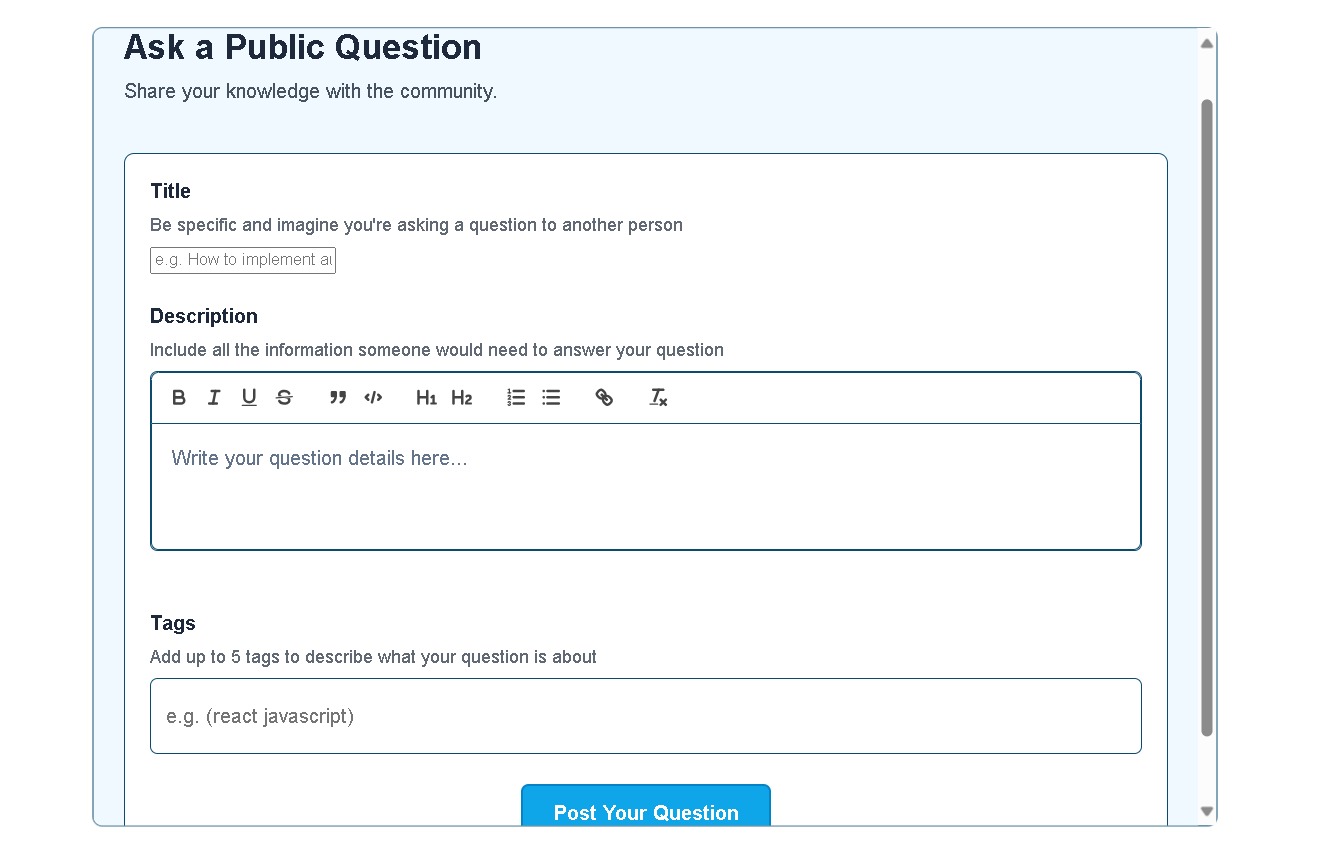 Ask a Public Question
Share your knowledge with the community.
Title
Be specific and imagine you're asking a question to another person
e.g. How to implement au
Description
Include all the information someone would need to answer your question
B I U S ” </> H1 H2 Tx
Write your question details here...
Tags
Add up to 5 tags to describe what your question is about
e.g. (react javascript)
Post Your Question